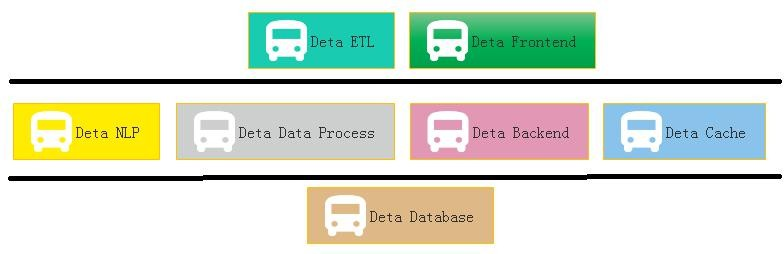 Deta ETL
Deta Frontend
Deta NLP
Deta Data Process
Deta Backend
Deta Cache
Deta Database